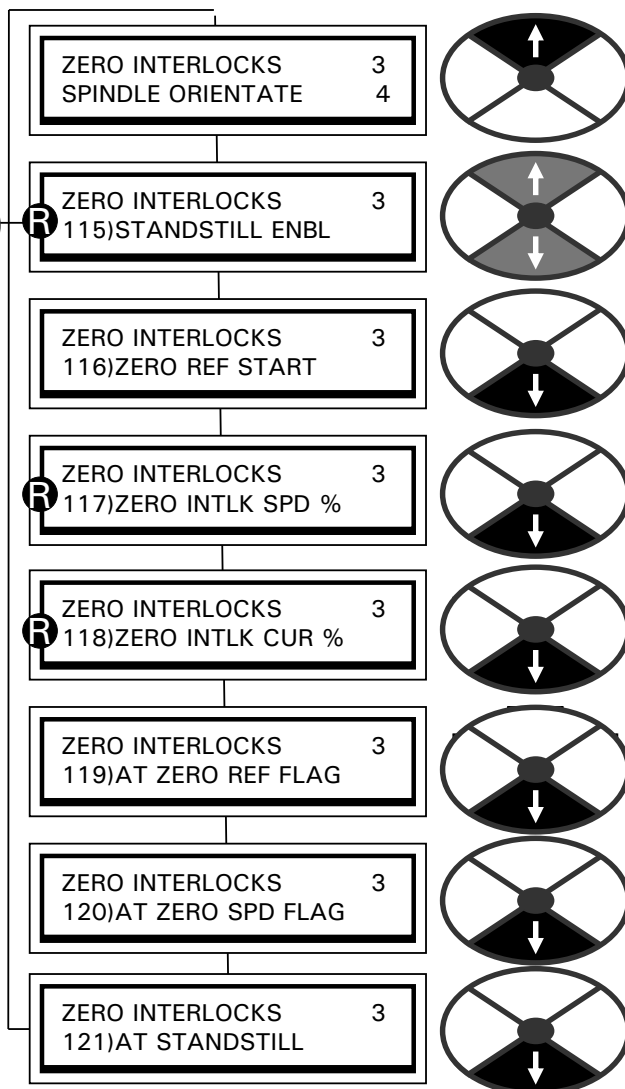 ZERO INTERLOCKS 3
SPINDLE ORIENTATE 4
ZERO INTERLOCKS 3
R 115)STANDSTILL ENBL
ZERO INTERLOCKS 3
116)ZERO REF START
ZERO INTERLOCKS 3
R 117)ZERO INTLK SPD %
ZERO INTERLOCKS 3
R 118)ZERO INTLK CUR %
ZERO INTERLOCKS 3
119)AT ZERO REF FLAG
ZERO INTERLOCKS 3
120)AT ZERO SPD FLAG
ZERO INTERLOCKS 3
121)AT STANDSTILL